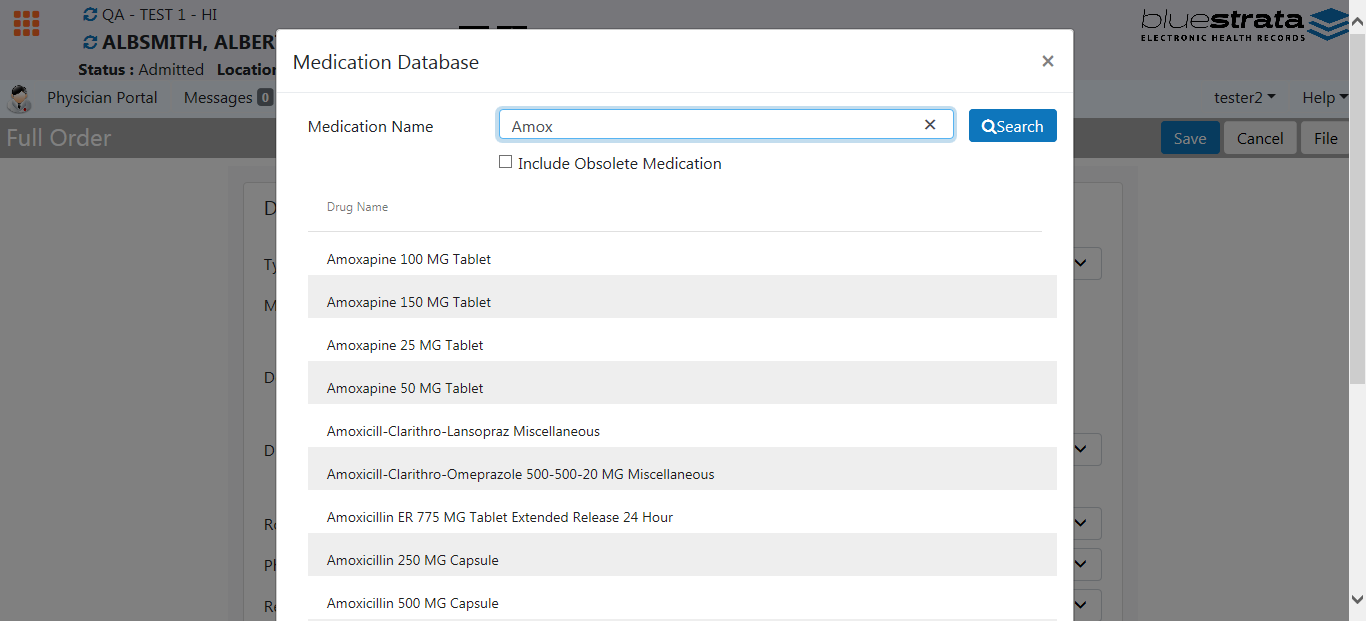 QA - TEST 1 - HI
ALBSMITH, ALBER
Status : Admitted Location
bluestrata
ELECTRONIC HEALTH RECORDS
Physician Portal Messages 0
tester2 Help
Full Order
Save Cancel File
Medication Database
×
Medication Name
Amox
×
Search
Include Obsolete Medication
Drug Name
Amoxapine 100 MG Tablet
Amoxapine 150 MG Tablet
Amoxapine 25 MG Tablet
Amoxapine 50 MG Tablet
Amoxicill-Clarithro-Lansopraz Miscellaneous
Amoxicill-Clarithro-Omeprazole 500-500-20 MG Miscellaneous
Amoxicillin ER 775 MG Tablet Extended Release 24 Hour
Amoxicillin 250 MG Capsule
Amoxicillin 500 MG Capsule